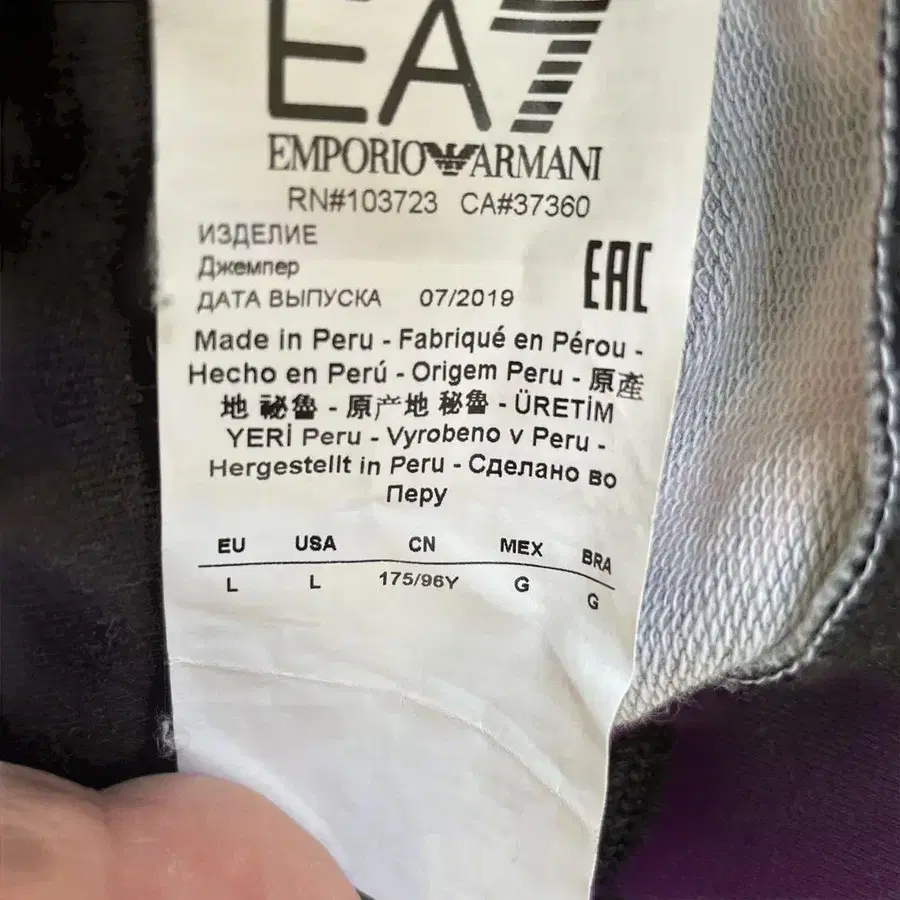 EA7
EMPORIO ARMANI
RN#103723 CA#37360
ИЗДЕЛИЕ
Джемпер
ДАТА ВЫПУСКА 07/2019
EAC
Made in Peru - Fabriqué en Pérou -
Hecho en Perú - Origem Peru - 原產
地 祕魯 - 原产地 秘鲁 - ÜRETİM
YERİ Peru - Vyrobeno v Peru -
Hergestellt in Peru - Сделано во
Перу
EU USA CN MEX BRA
L L 175/96Y G G